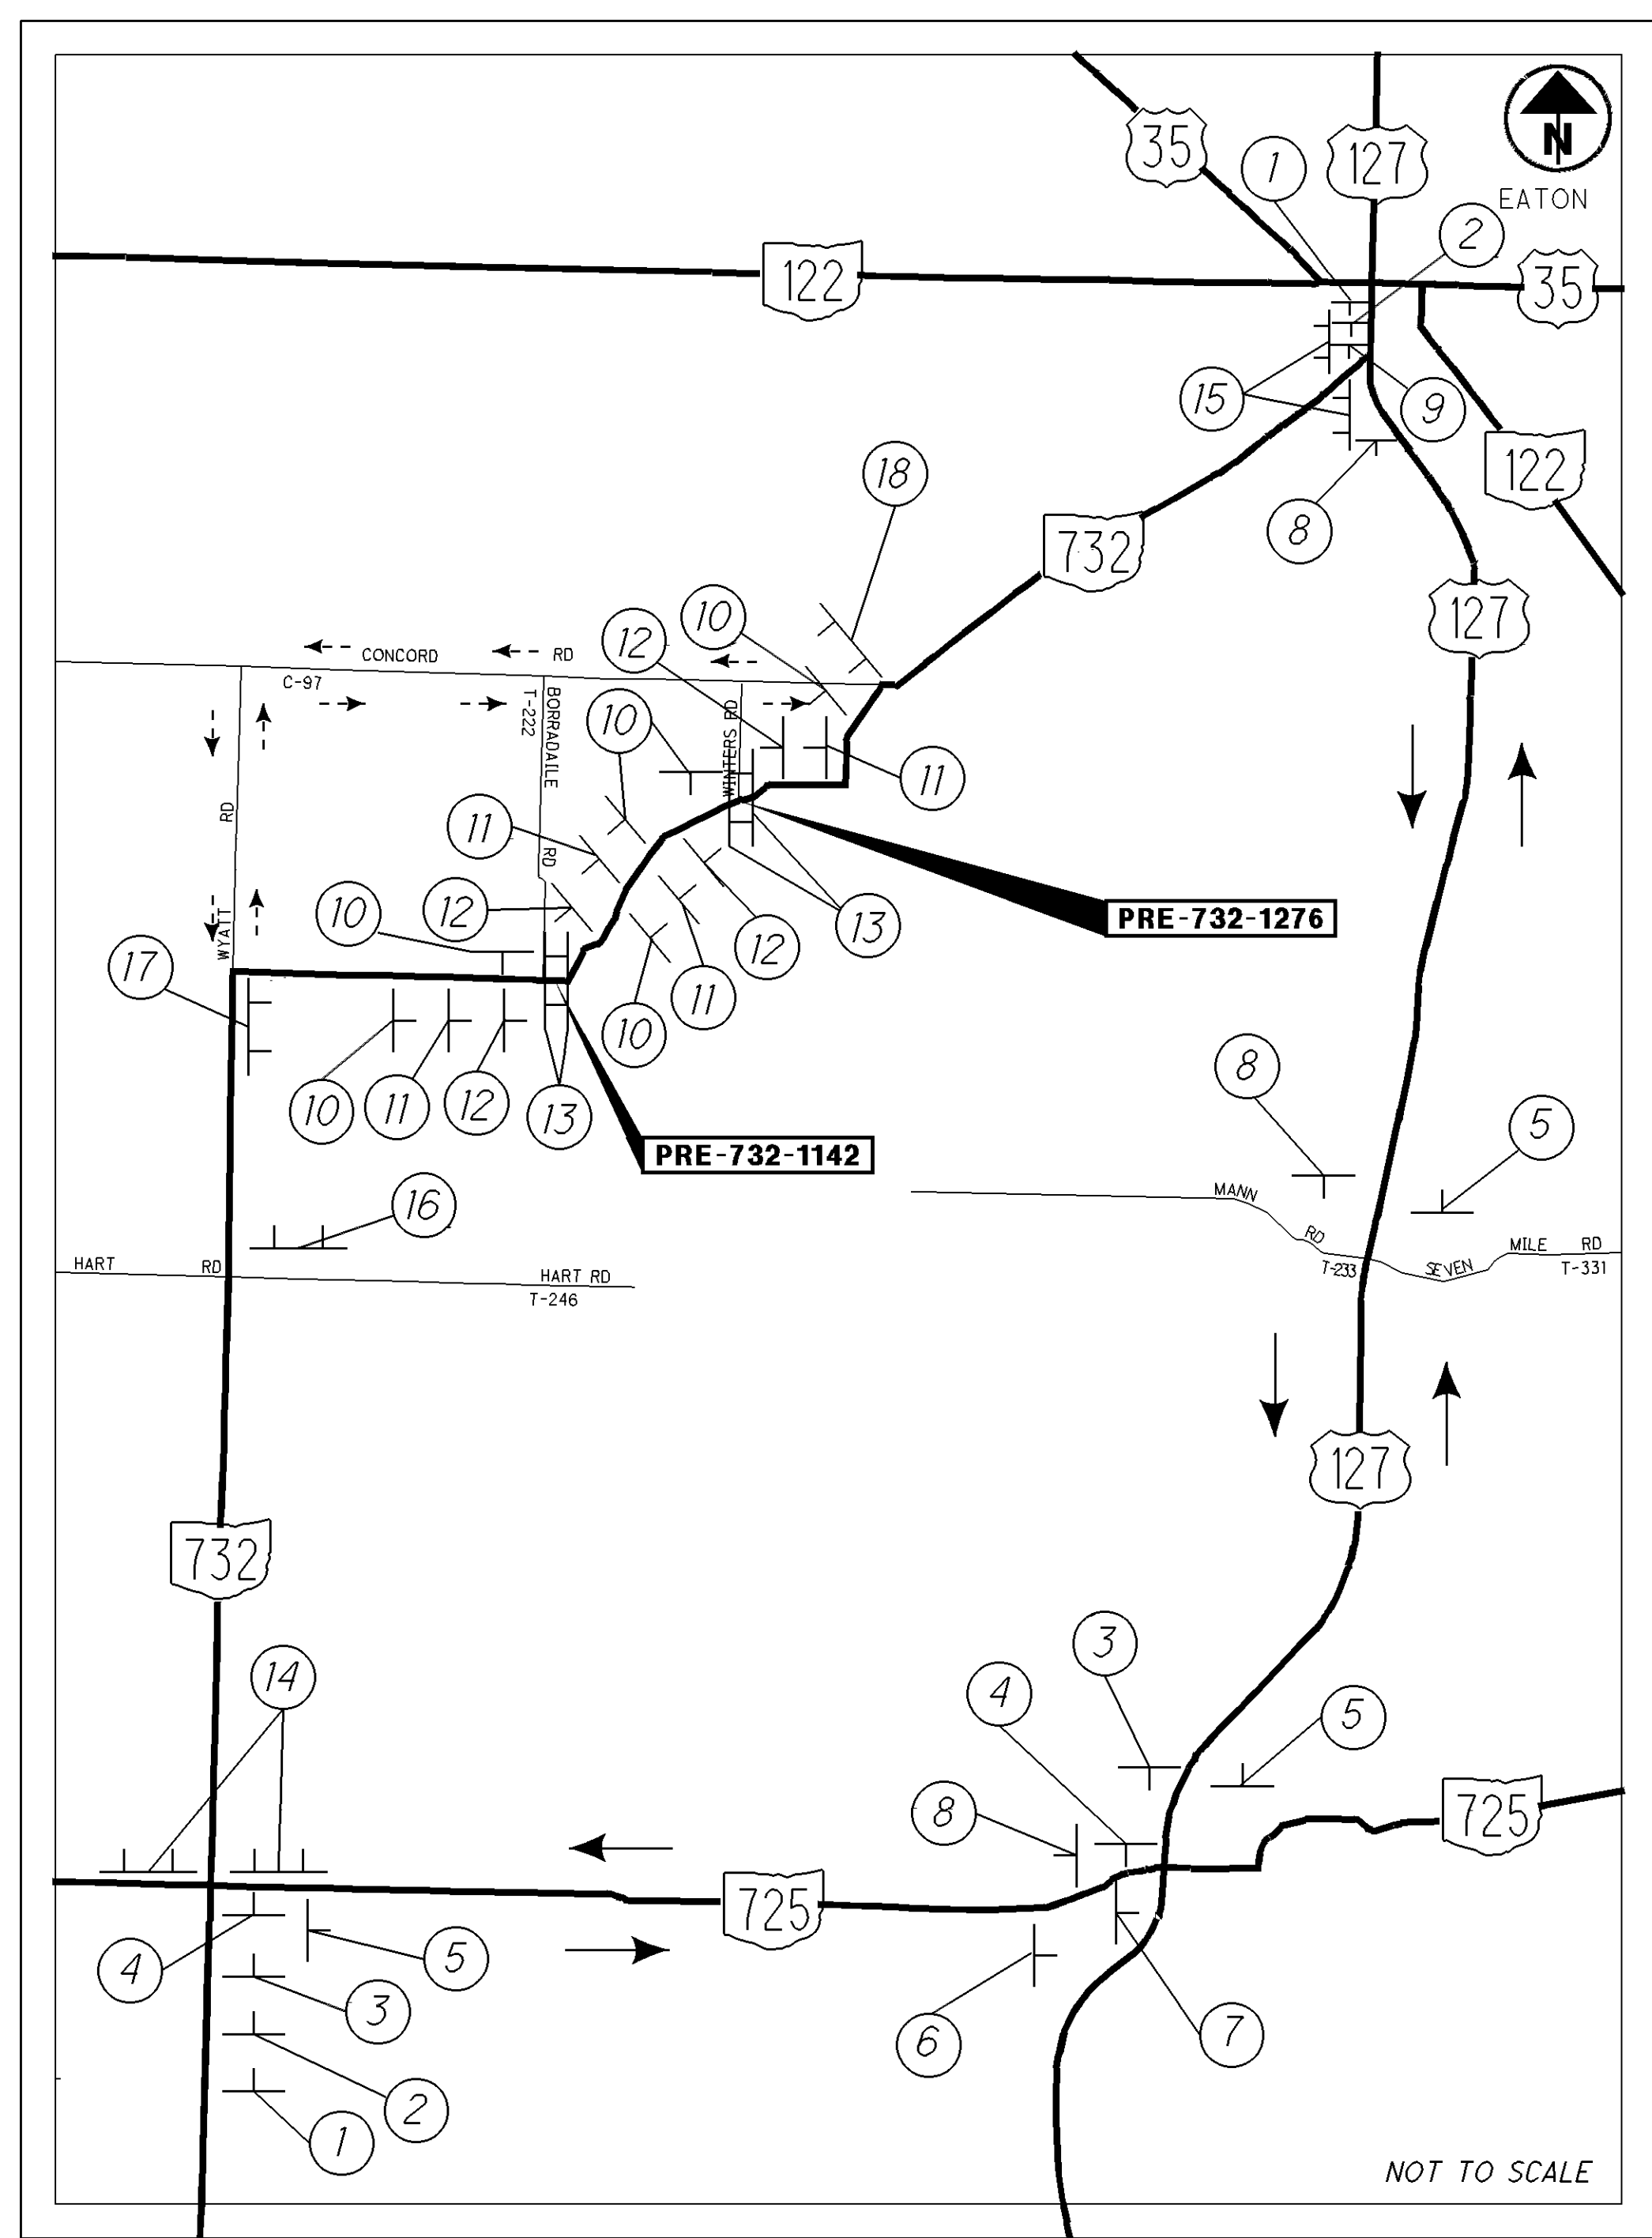 35
127
N
1
EATON
2
122
35
15
9
18
122
8
732
10
12
127
CONCORD RD
C-97
BORRADAILE RD
T-222
WINTERS RD
10
11
11
RD
10
12
13
12
WYATT
PRE-732-1276
17
11
10
8
10
11
12
13
5
PRE-732-1142
MANN RD
16
HART RD
HART RD
T-246
T-233
SEVEN MILE RD
T-331
127
732
3
14
4
5
8
725
725
4
5
3
6
7
2
1
NOT TO SCALE